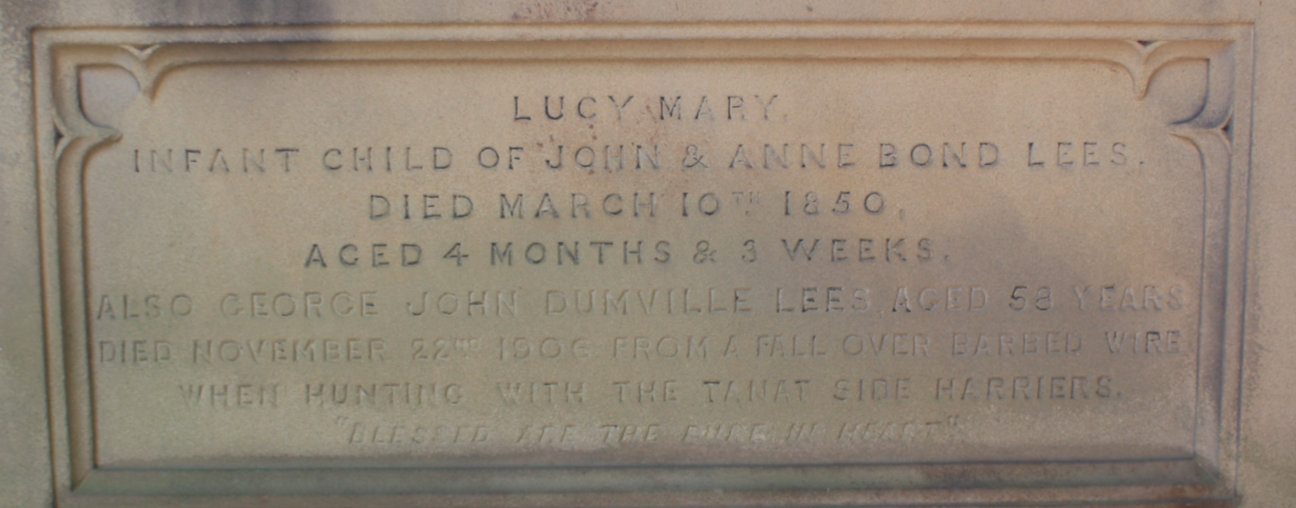 LUCY MARY,
INFANT CHILD OF JOHN & ANNE BOND LEES.
DIED MARCH 10TH 1850,
AGED 4 MONTHS & 3 WEEKS.
ALSO GEORGE JOHN DUMVILLE LEES AGED 58 YEARS
DIED NOVEMBER 22ND 1906 FROM A FALL OVER BARBED WIRE
WHEN HUNTING WITH THE TANAT SIDE HARRIERS.
"BLESSED ARE THE PURE IN HEART".